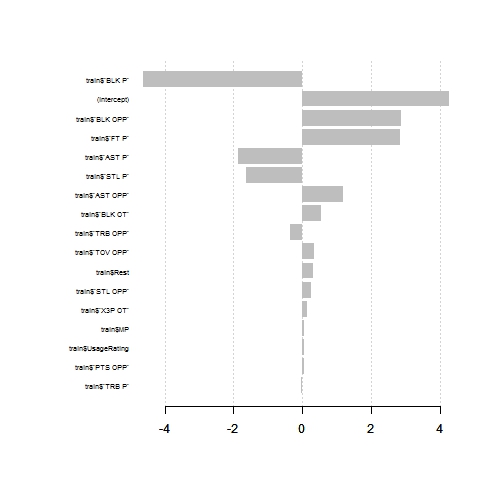 train$`BLK P`
(Intercept)
train$`BLK OPP`
train$`FT P`
train$`AST P`
train$`STL P`
train$`AST OPP`
train$`BLK OT`
train$`TRB OPP`
train$`TOV OPP`
train$Rest
train$`STL OPP`
train$`X3P OT`
train$MP
train$UsageRating
train$`PTS OPP`
train$`TRB P`
-4 -2 0 2 4